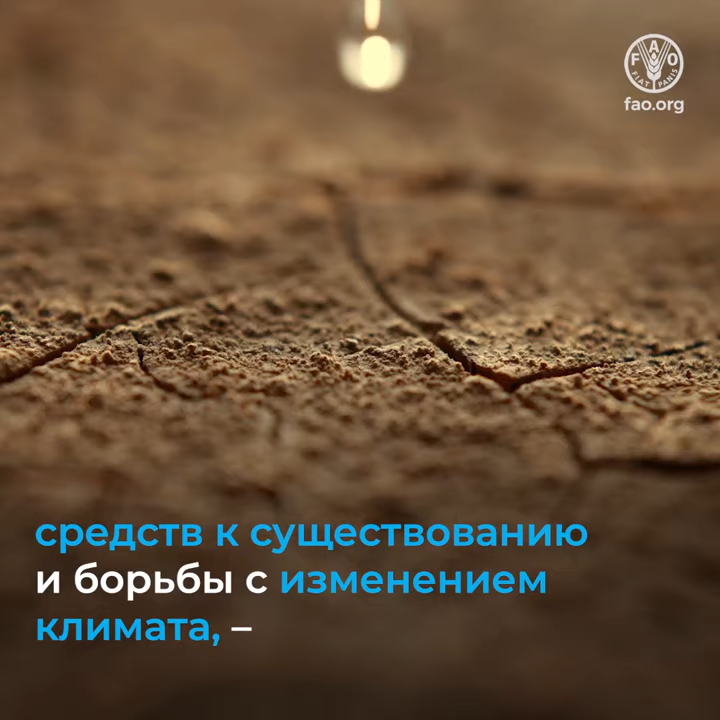 FAO
FIAT PANIS
fao.org
средств к существованию
и борьбы с изменением
климата, –